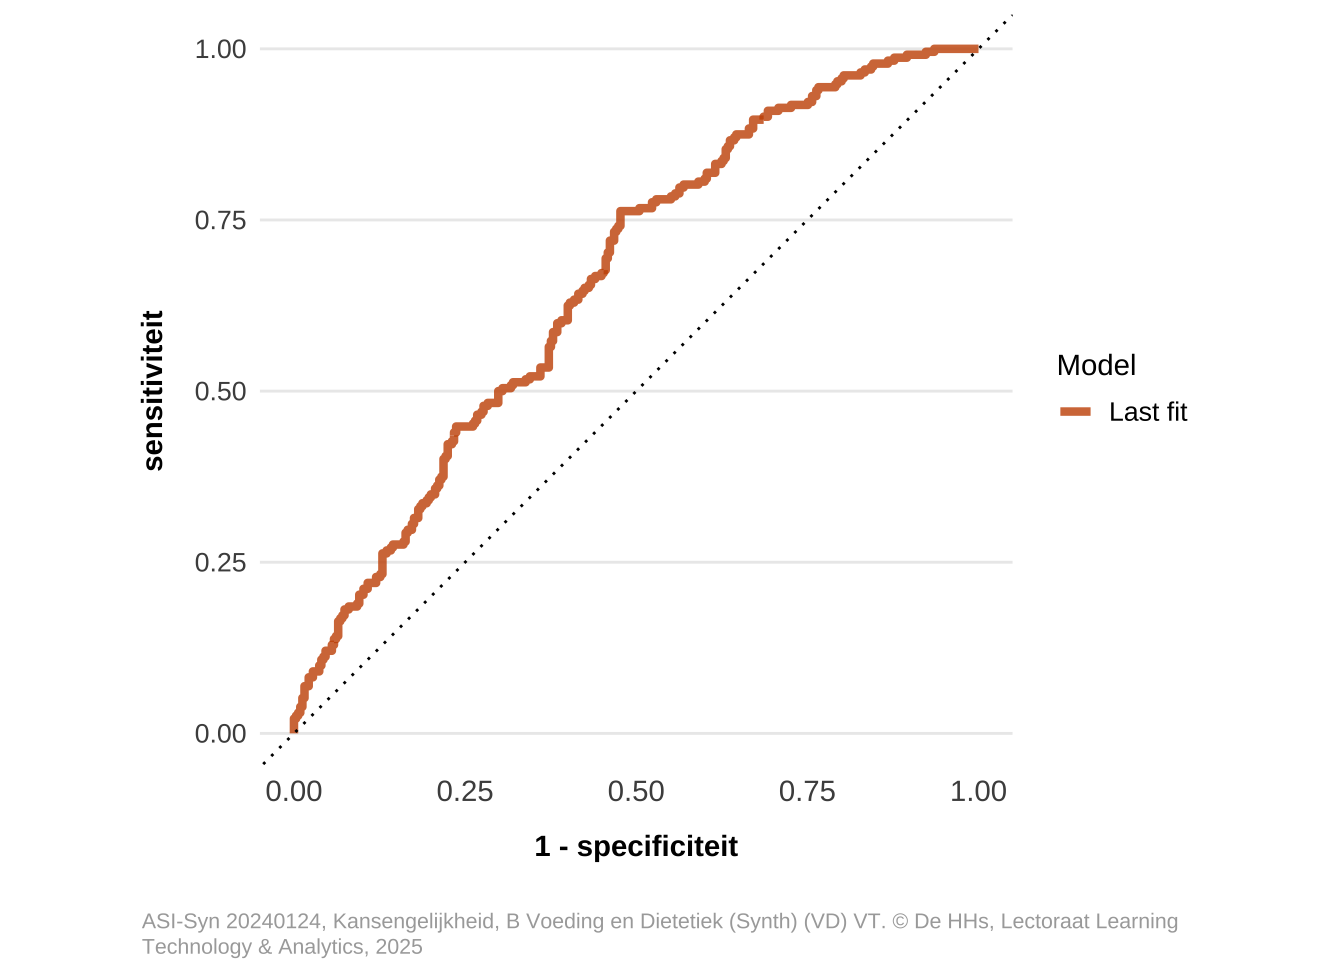 1.00
0.75
0.50
0.25
0.00
sensitiviteit
0.00 0.25 0.50 0.75 1.00
1 - specificiteit
Model
Last fit
ASI-Syn 20240124, Kansengelijkheid, B Voeding en Dietetiek (Synth) (VD) VT. © De HHs, Lectoraat Learning
Technology & Analytics, 2025